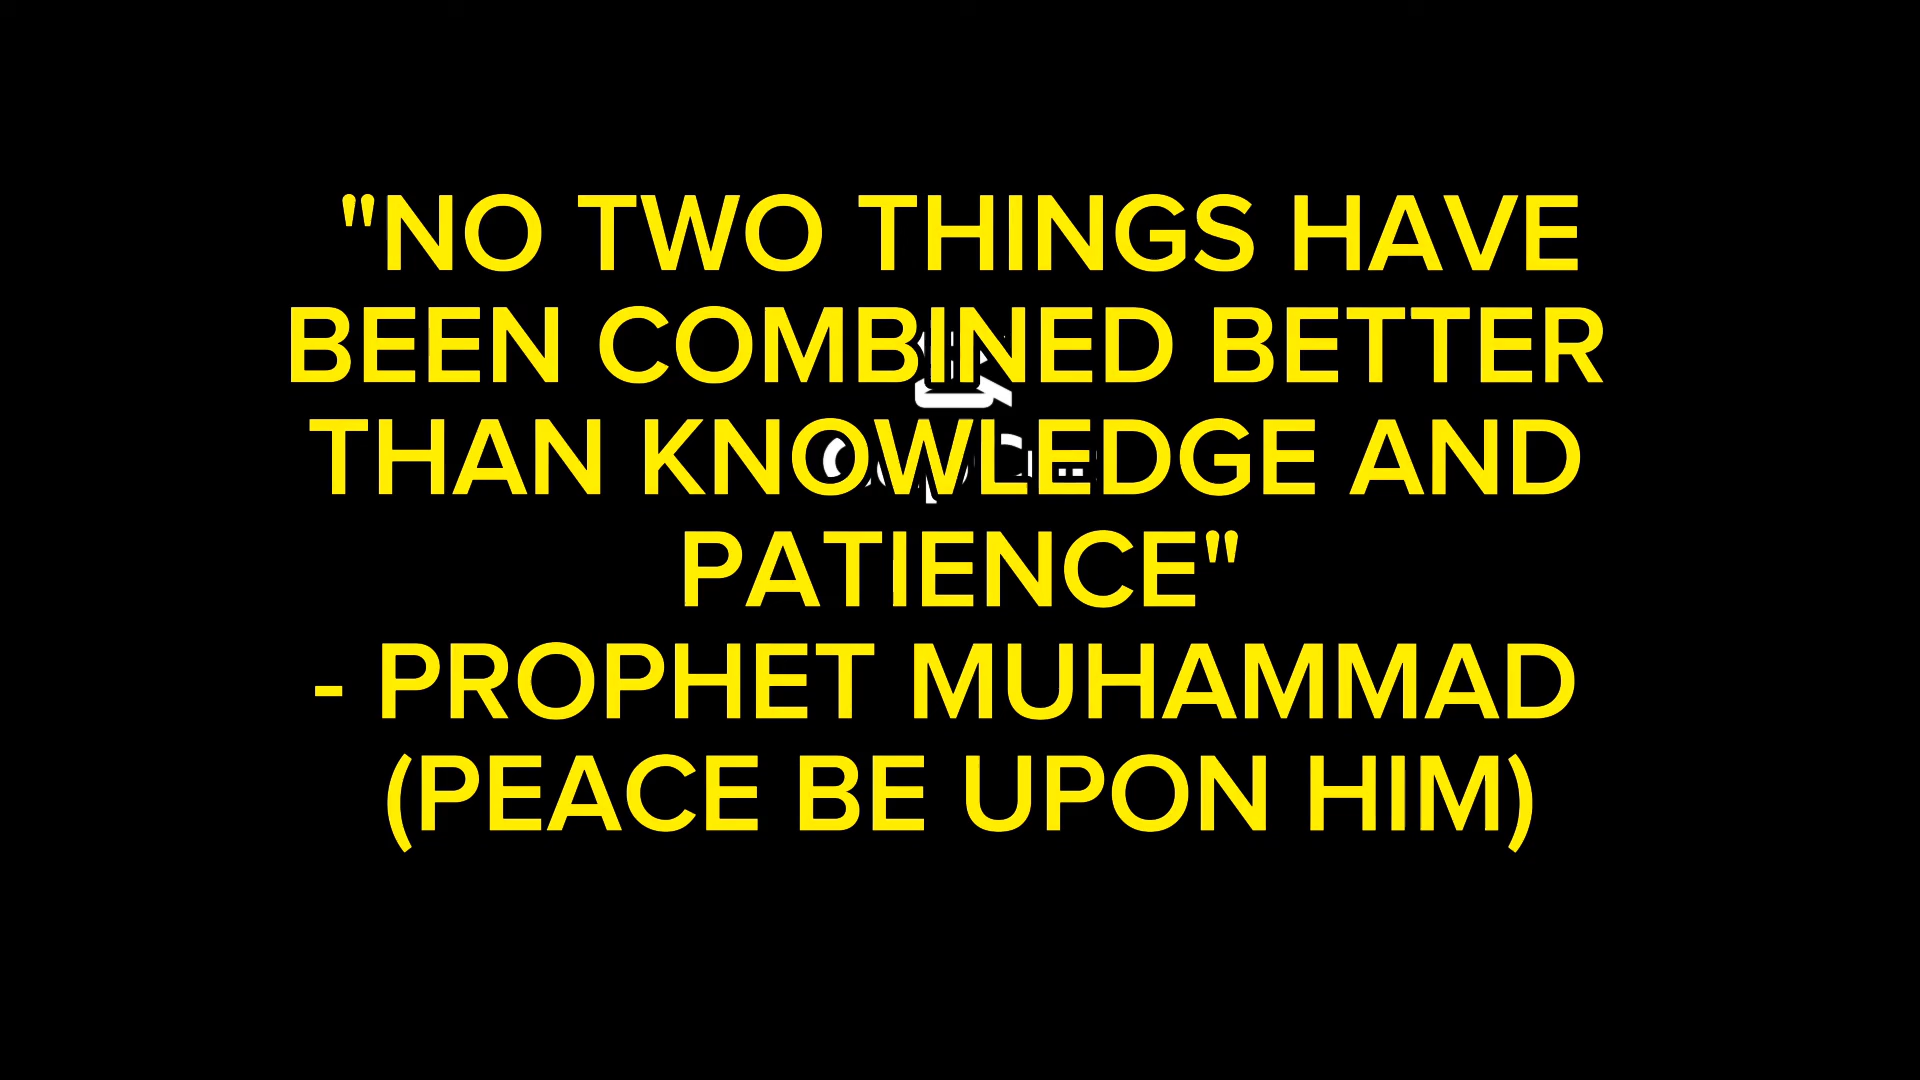 "NO TWO THINGS HAVE
BEEN COMBINED BETTER
THAN KNOWLEDGE AND
PATIENCE"
- PROPHET MUHAMMAD
(PEACE BE UPON HIM)